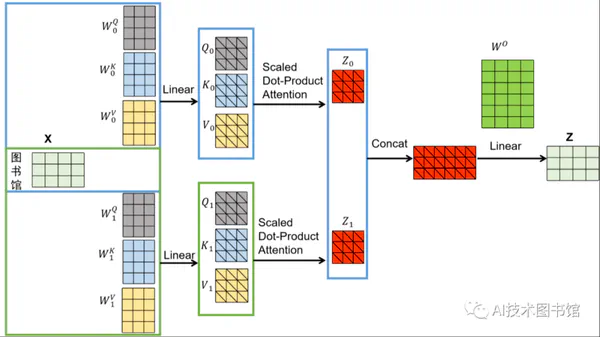 W_0^Q
W_0^K
W_0^V
Linear
Q_0
K_0
V_0
Scaled
Dot-Product
Attention
Z_0
W^O
Concat
Linear
Z
X
图
书
馆
W_1^Q
W_1^K
W_1^V
Linear
Q_1
K_1
V_1
Scaled
Dot-Product
Attention
Z_1
AI技术图书馆